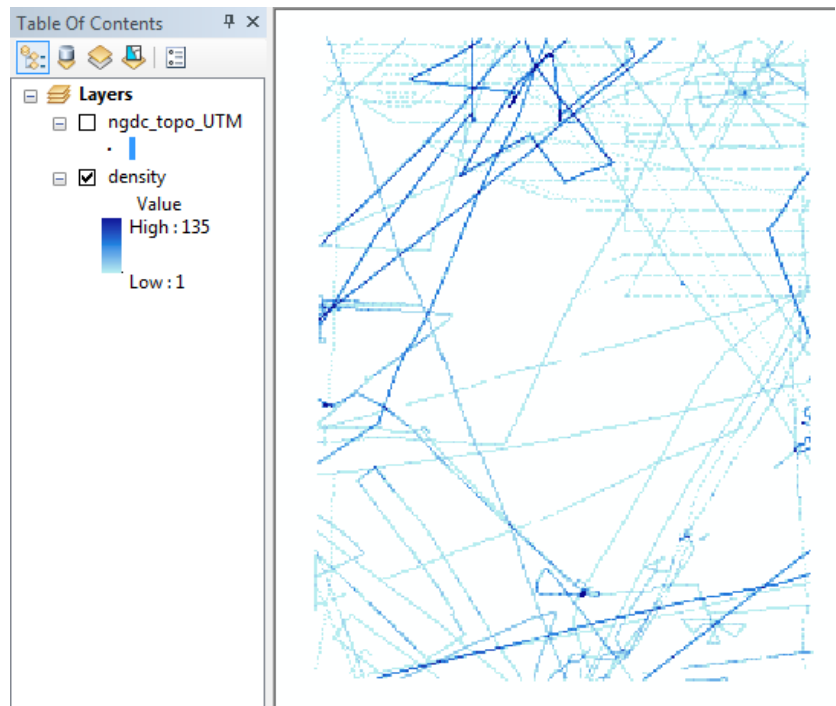 Table Of Contents
Layers
ngdc_topo_UTM
density
Value
High : 135
Low : 1